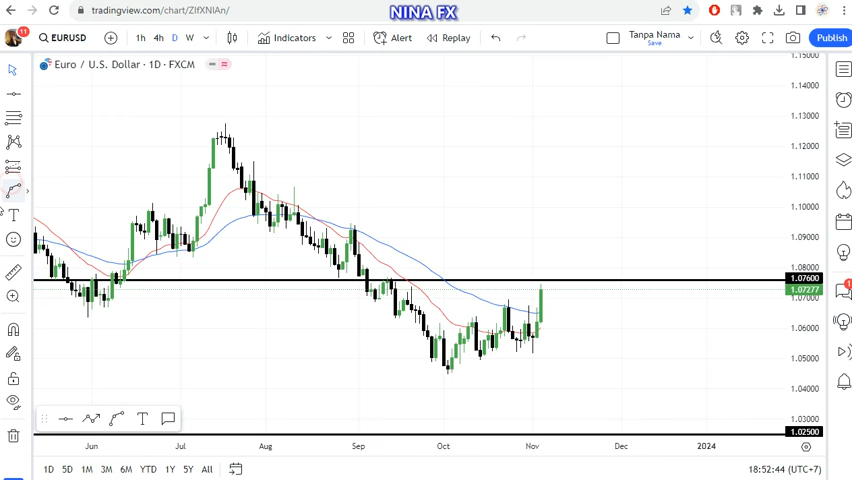 NINA FX
tradingview.com/chart/ZIfXNIAn/
11
EURUSD
1h 4h D W
Indicators
Alert
Replay
Tanpa Nama
Save
Publish
Euro / U.S. Dollar · 1D · FXCM
1.15000
1.14000
1.13000
1.12000
1.11000
1.10000
1.09000
1.08000
1.07600
1.07277
1.07000
1.06000
1.05000
1.04000
1.03000
1.02500
Jun Jul Aug Sep Oct Nov Dec 2024
1D 5D 1M 3M 6M YTD 1Y 5Y All
18:52:44 (UTC+7)